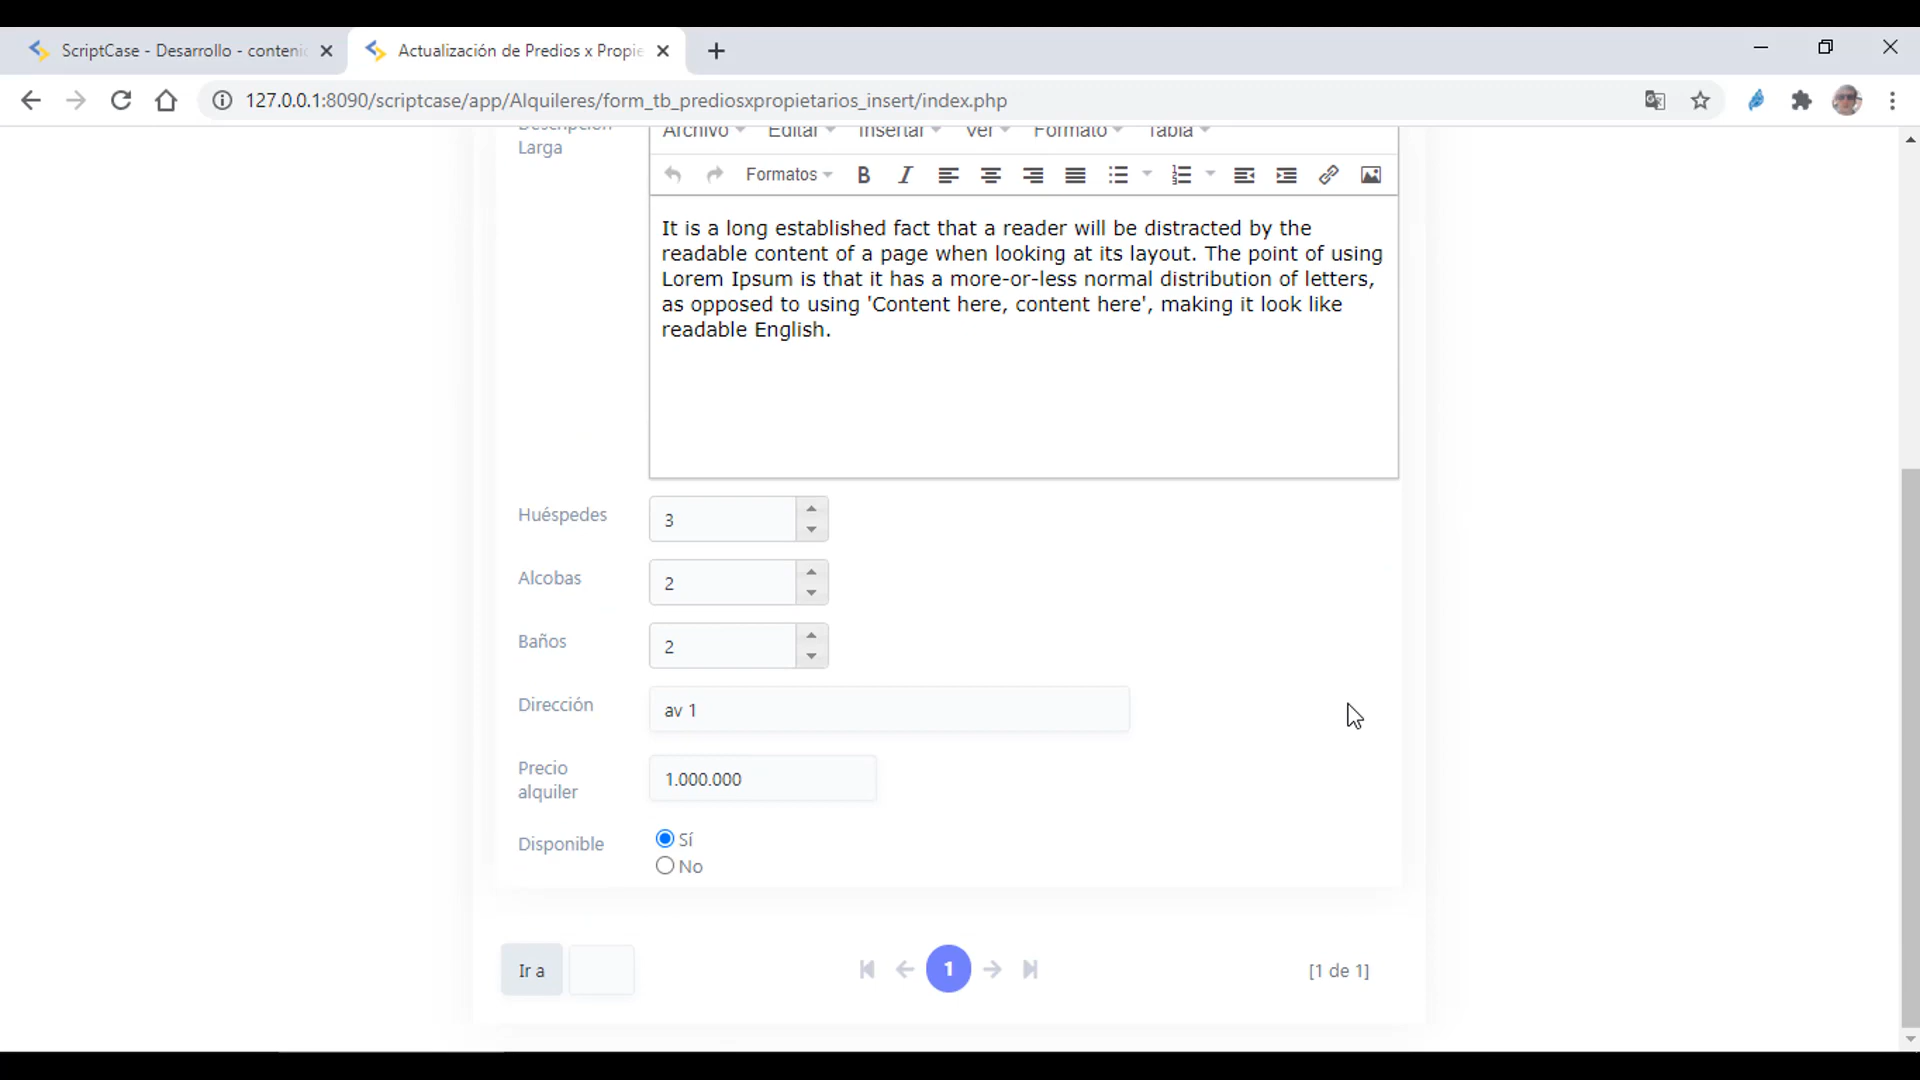 ScriptCase - Desarrollo - conteni
Actualización de Predios x Propie
127.0.0.1:8090/scriptcase/app/Alquileres/form_tb_prediosxpropietarios_insert/index.php
Descripción
Larga
Archivo Editar Insertar Ver Formato Tabla
Formatos
It is a long established fact that a reader will be distracted by the
readable content of a page when looking at its layout. The point of using
Lorem Ipsum is that it has a more-or-less normal distribution of letters,
as opposed to using 'Content here, content here', making it look like
readable English.
Huéspedes 3
Alcobas 2
Baños 2
Dirección av 1
Precio
alquiler
1.000.000
Disponible
Sí
No
Ir a
1
[1 de 1]